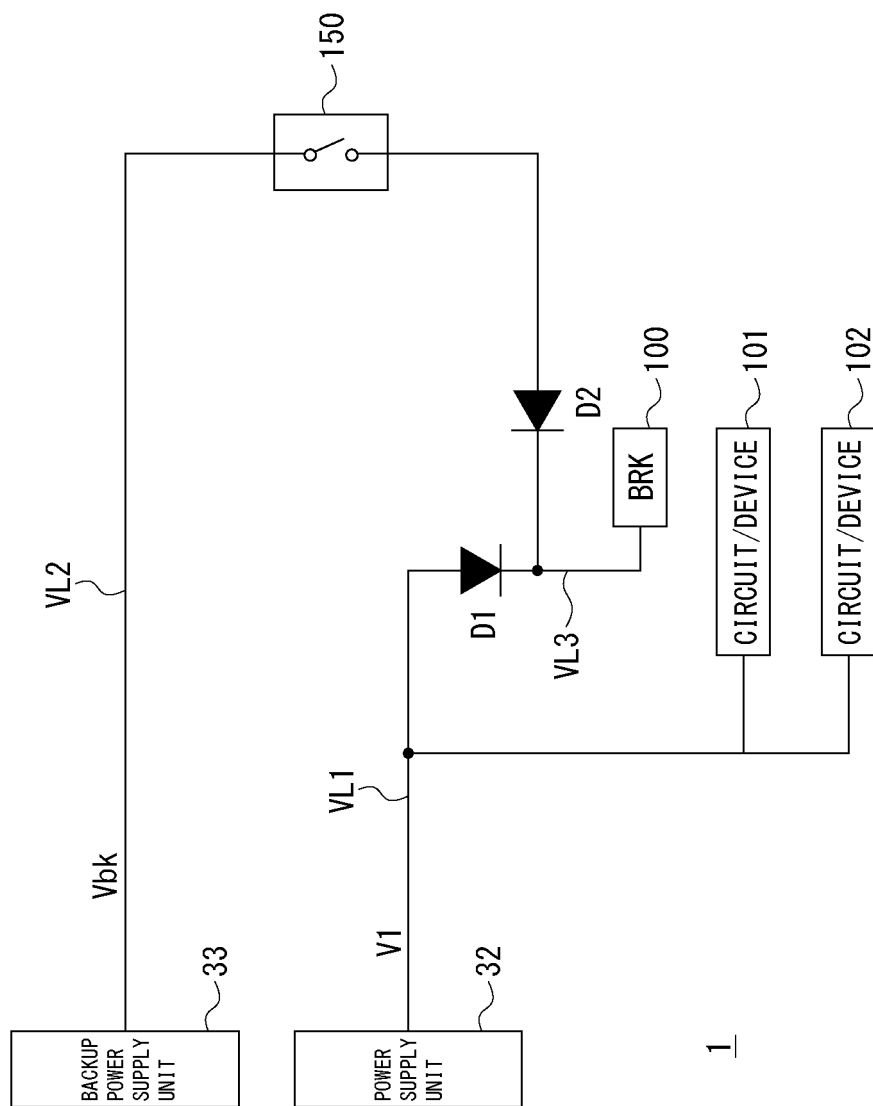 BACKUP
POWER
SUPPLY
UNIT
33
Vbk
VL2
150
POWER
SUPPLY
UNIT
32
V1
VL1
D1
D2
VL3
BRK
100
CIRCUIT/DEVICE
101
CIRCUIT/DEVICE
102
1